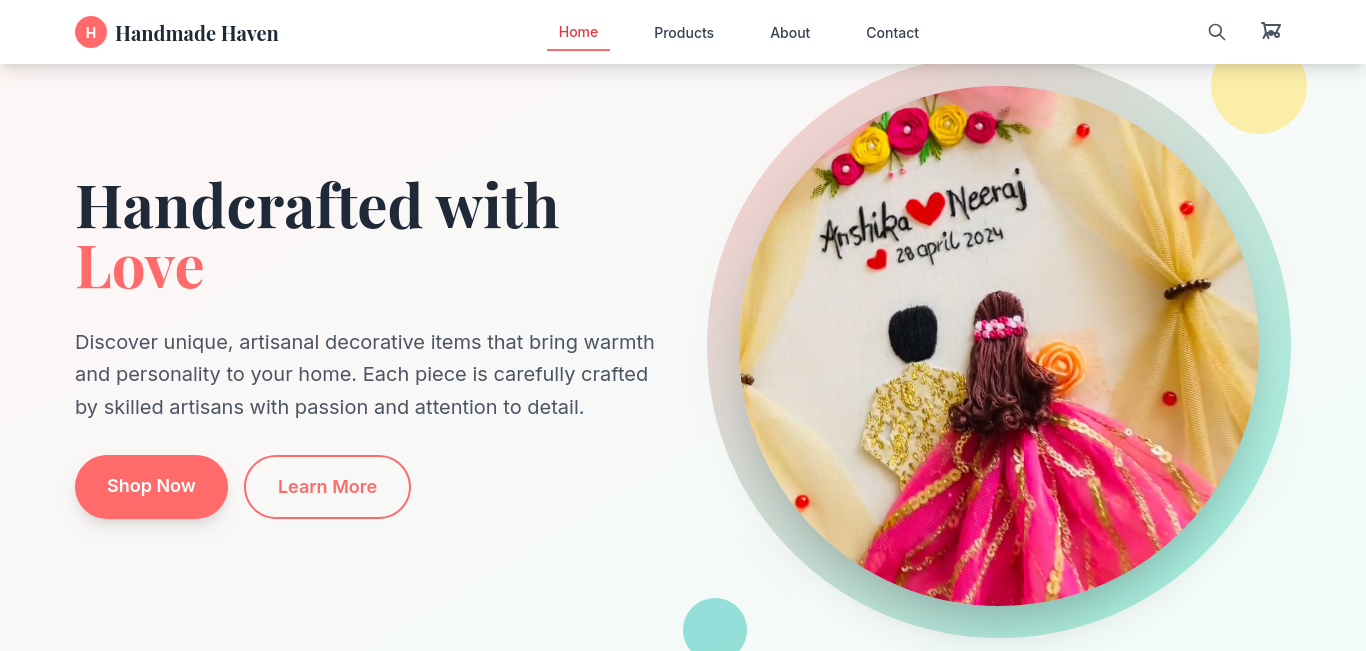 H Handmade Haven
Home Products About Contact
Handcrafted with
Love
Discover unique, artisanal decorative items that bring warmth
and personality to your home. Each piece is carefully crafted
by skilled artisans with passion and attention to detail.
Shop Now Learn More
Anshika Neeraj
28 april 2024